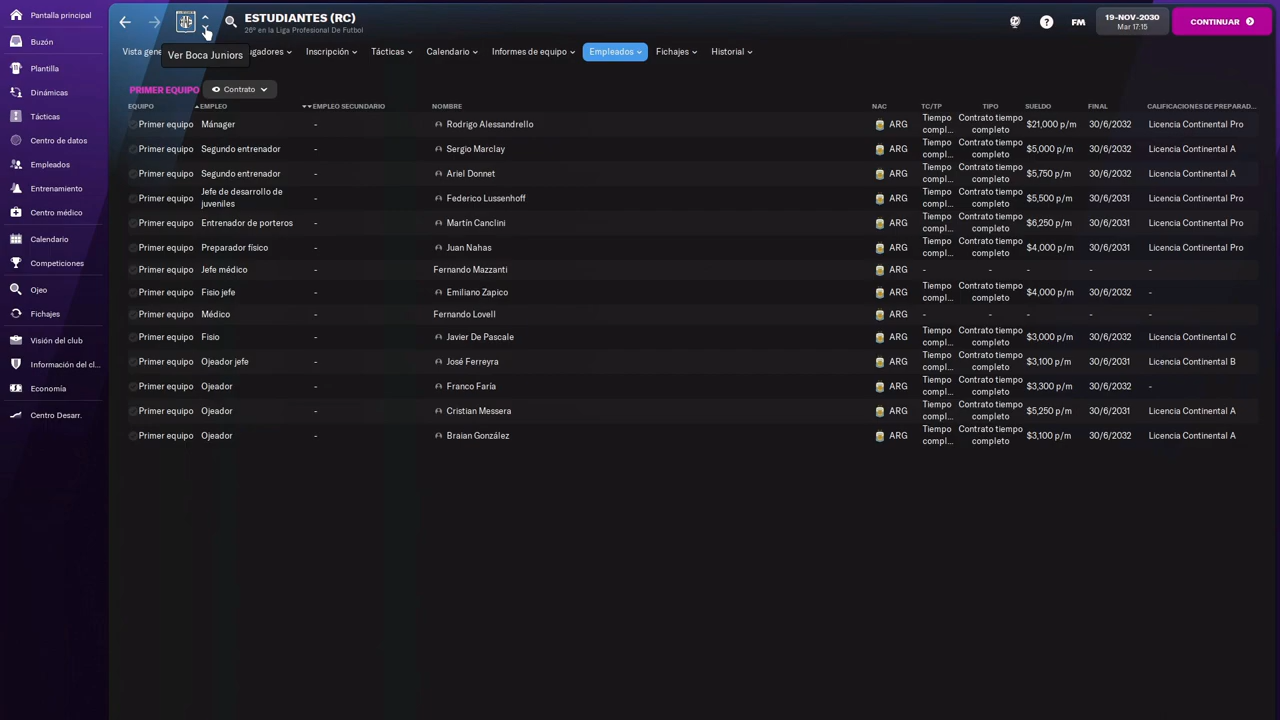 Pantalla principal
Buzón
Plantilla
Dinámicas
Tácticas
Centro de datos
Empleados
Entrenamiento
Centro médico
Calendario
Competiciones
Ojeo
Fichajes
Visión del club
Información del cl...
Economía
Centro Desarr.
ESTUDIANTES (RC)
26º en la Liga Profesional De Futbol
FM
19-NOV-2030
Mar 17:15
CONTINUAR
Ver Boca Juniors
Vista gene
ugadores Inscripción Tácticas Calendario Informes de equipo Empleados Fichajes Historial
PRIMER EQUIPO Contrato
EQUIPO EMPLEO EMPLEO SECUNDARIO NOMBRE NAC TC/TP TIPO SUELDO FINAL CALIFICACIONES DE PREPARAD...
Primer equipo Mánager - Rodrigo Alessandrello ARG Tiempo compl... Contrato tiempo completo $21,000 p/m 30/6/2032 Licencia Continental Pro
Primer equipo Segundo entrenador - Sergio Marclay ARG Tiempo compl... Contrato tiempo completo $5,000 p/m 30/6/2032 Licencia Continental A
Primer equipo Segundo entrenador - Ariel Donnet ARG Tiempo compl... Contrato tiempo completo $5,750 p/m 30/6/2032 Licencia Continental A
Primer equipo Jefe de desarrollo de juveniles - Federico Lussenhoff ARG Tiempo compl... Contrato tiempo completo $5,500 p/m 30/6/2031 Licencia Continental Pro
Primer equipo Entrenador de porteros - Martín Canclini ARG Tiempo compl... Contrato tiempo completo $6,250 p/m 30/6/2031 Licencia Continental Pro
Primer equipo Preparador físico - Juan Nahas ARG Tiempo compl... Contrato tiempo completo $4,000 p/m 30/6/2031 Licencia Continental Pro
Primer equipo Jefe médico - Fernando Mazzanti ARG - - - - -
Primer equipo Fisio jefe - Emiliano Zapico ARG Tiempo compl... Contrato tiempo completo $4,000 p/m 30/6/2032 -
Primer equipo Médico - Fernando Lovell ARG - - - - -
Primer equipo Fisio - Javier De Pascale ARG Tiempo compl... Contrato tiempo completo $3,000 p/m 30/6/2032 Licencia Continental C
Primer equipo Ojeador jefe - José Ferreyra ARG Tiempo compl... Contrato tiempo completo $3,100 p/m 30/6/2031 Licencia Continental B
Primer equipo Ojeador - Franco Faría ARG Tiempo compl... Contrato tiempo completo $3,300 p/m 30/6/2032 -
Primer equipo Ojeador - Cristian Messera ARG Tiempo compl... Contrato tiempo completo $5,250 p/m 30/6/2031 Licencia Continental A
Primer equipo Ojeador - Braian González ARG Tiempo compl... Contrato tiempo completo $3,100 p/m 30/6/2032 Licencia Continental A